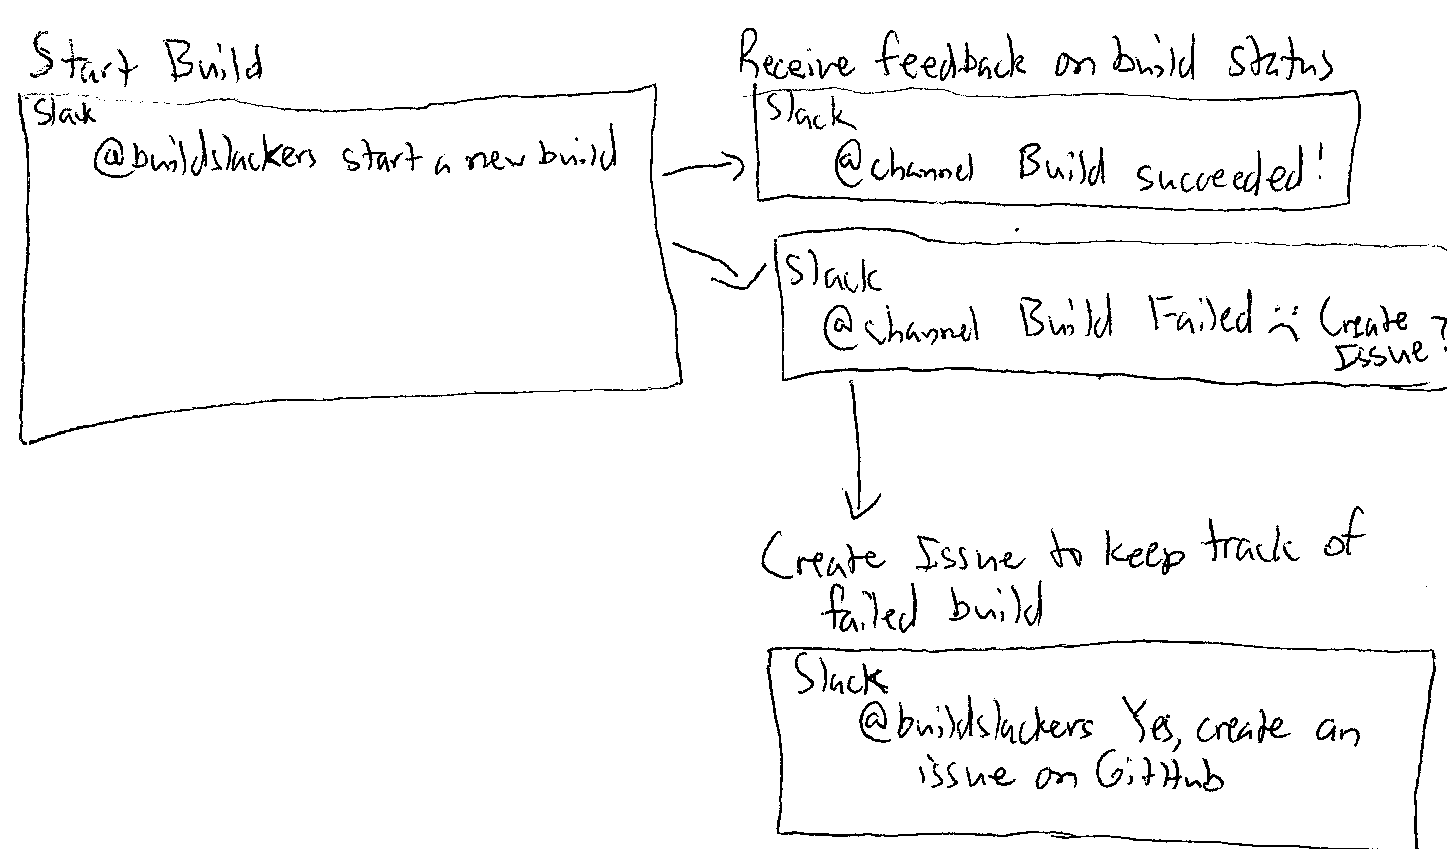 Start Build
Slack
@buildslackers start a new build
Receive feedback on build status
Slack
@channel Build succeeded!
Slack
@channel Build Failed :( Create
Issue?
Create Issue to keep track of
failed build
Slack
@buildslackers Yes, create an
issue on GitHub